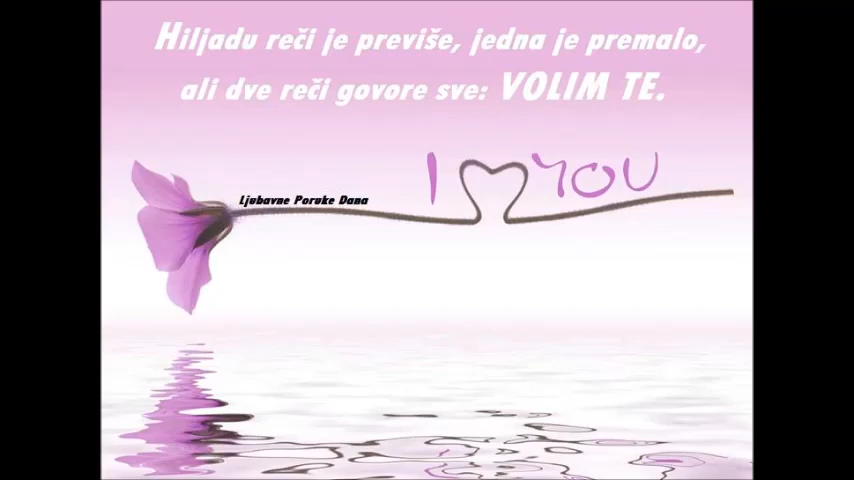 Hiljadu reči je previše, jedna je premalo,
ali dve reči govore sve: VOLIM TE.
I YOU
Ljubavne Poruke Dana